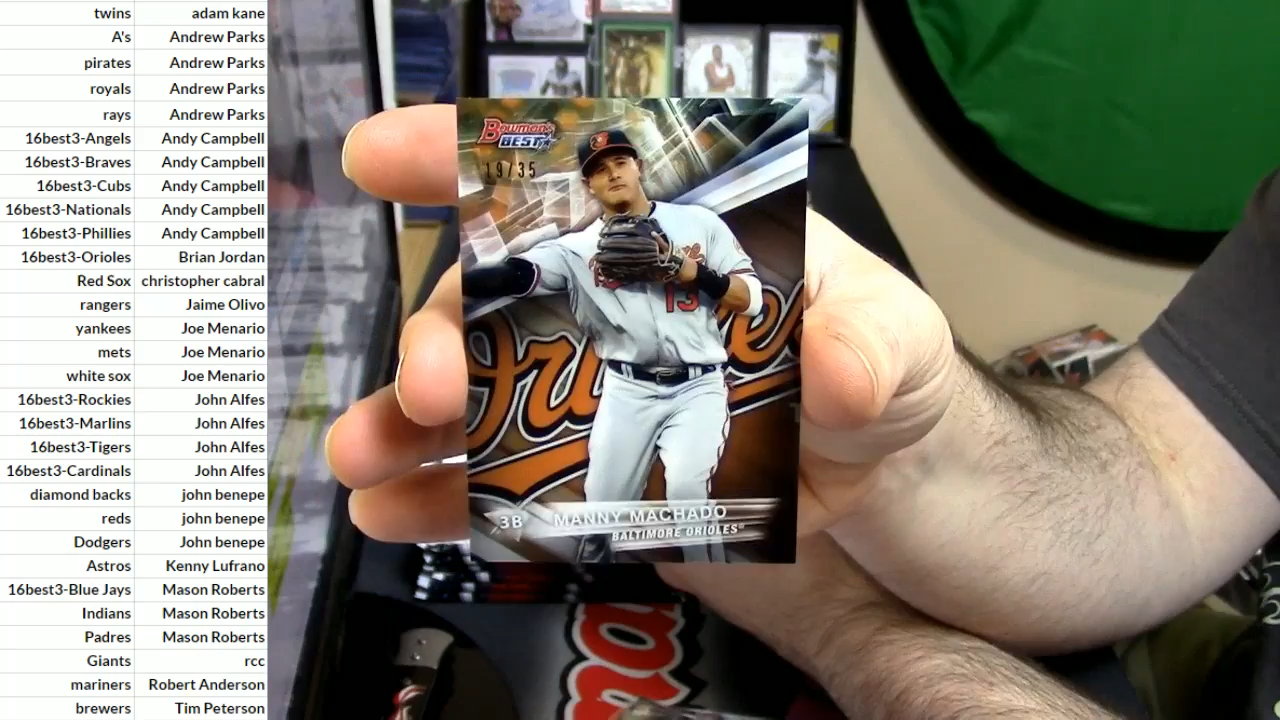 twins adam kane
A's Andrew Parks
pirates Andrew Parks
royals Andrew Parks
rays Andrew Parks
16best3-Angels Andy Campbell
16best3-Braves Andy Campbell
16best3-Cubs Andy Campbell
16best3-Nationals Andy Campbell
16best3-Phillies Andy Campbell
16best3-Orioles Brian Jordan
Red Sox christopher cabral
rangers Jaime Olivo
yankees Joe Menario
mets Joe Menario
white sox Joe Menario
16best3-Rockies John Alfes
16best3-Marlins John Alfes
16best3-Tigers John Alfes
16best3-Cardinals John Alfes
diamond backs john benepe
reds john benepe
Dodgers John benepe
Astros Kenny Lufrano
16best3-Blue Jays Mason Roberts
Indians Mason Roberts
Padres Mason Roberts
Giants rcc
mariners Robert Anderson
brewers Tim Peterson
Bowman's
BEST
19/35
13
3B MANNY MACHADO
BALTIMORE ORIOLES